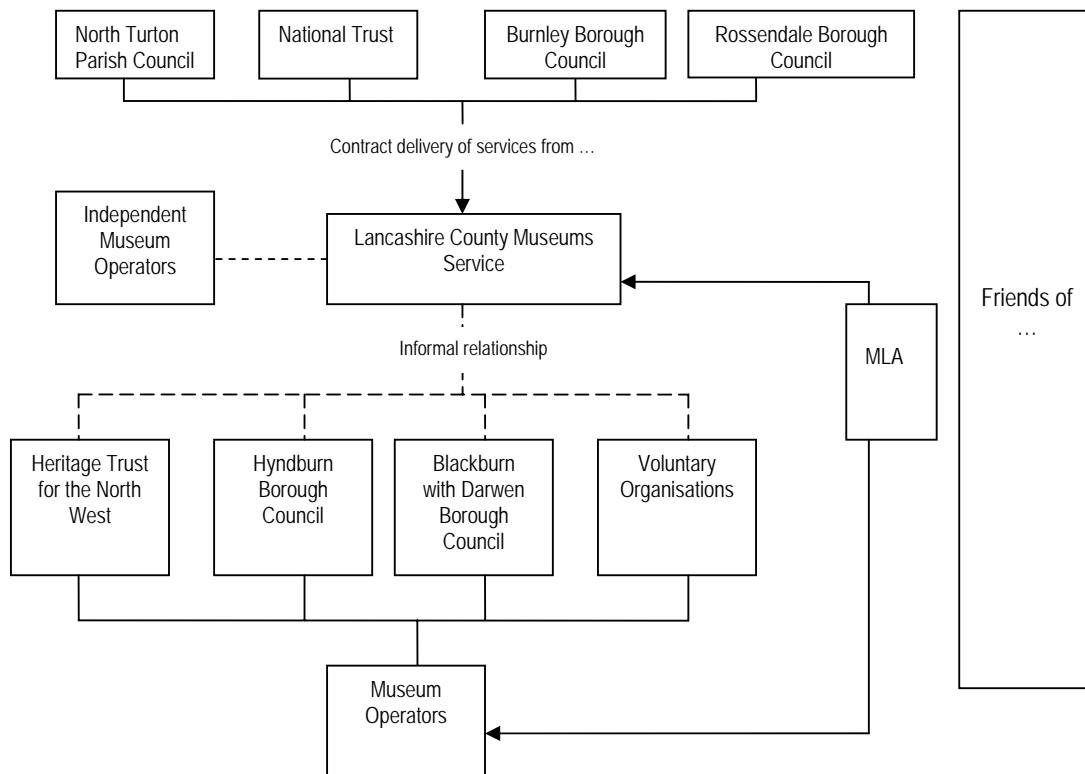 North Turton
Parish Council
National Trust
Burnley Borough
Council
Rossendale Borough
Council
Contract delivery of services from …
Independent
Museum
Operators
Lancashire County Museums
Service
Friends of
…
MLA
Informal relationship
Heritage Trust
for the North
West
Hyndburn
Borough
Council
Blackburn
with Darwen
Borough
Council
Voluntary
Organisations
Museum
Operators